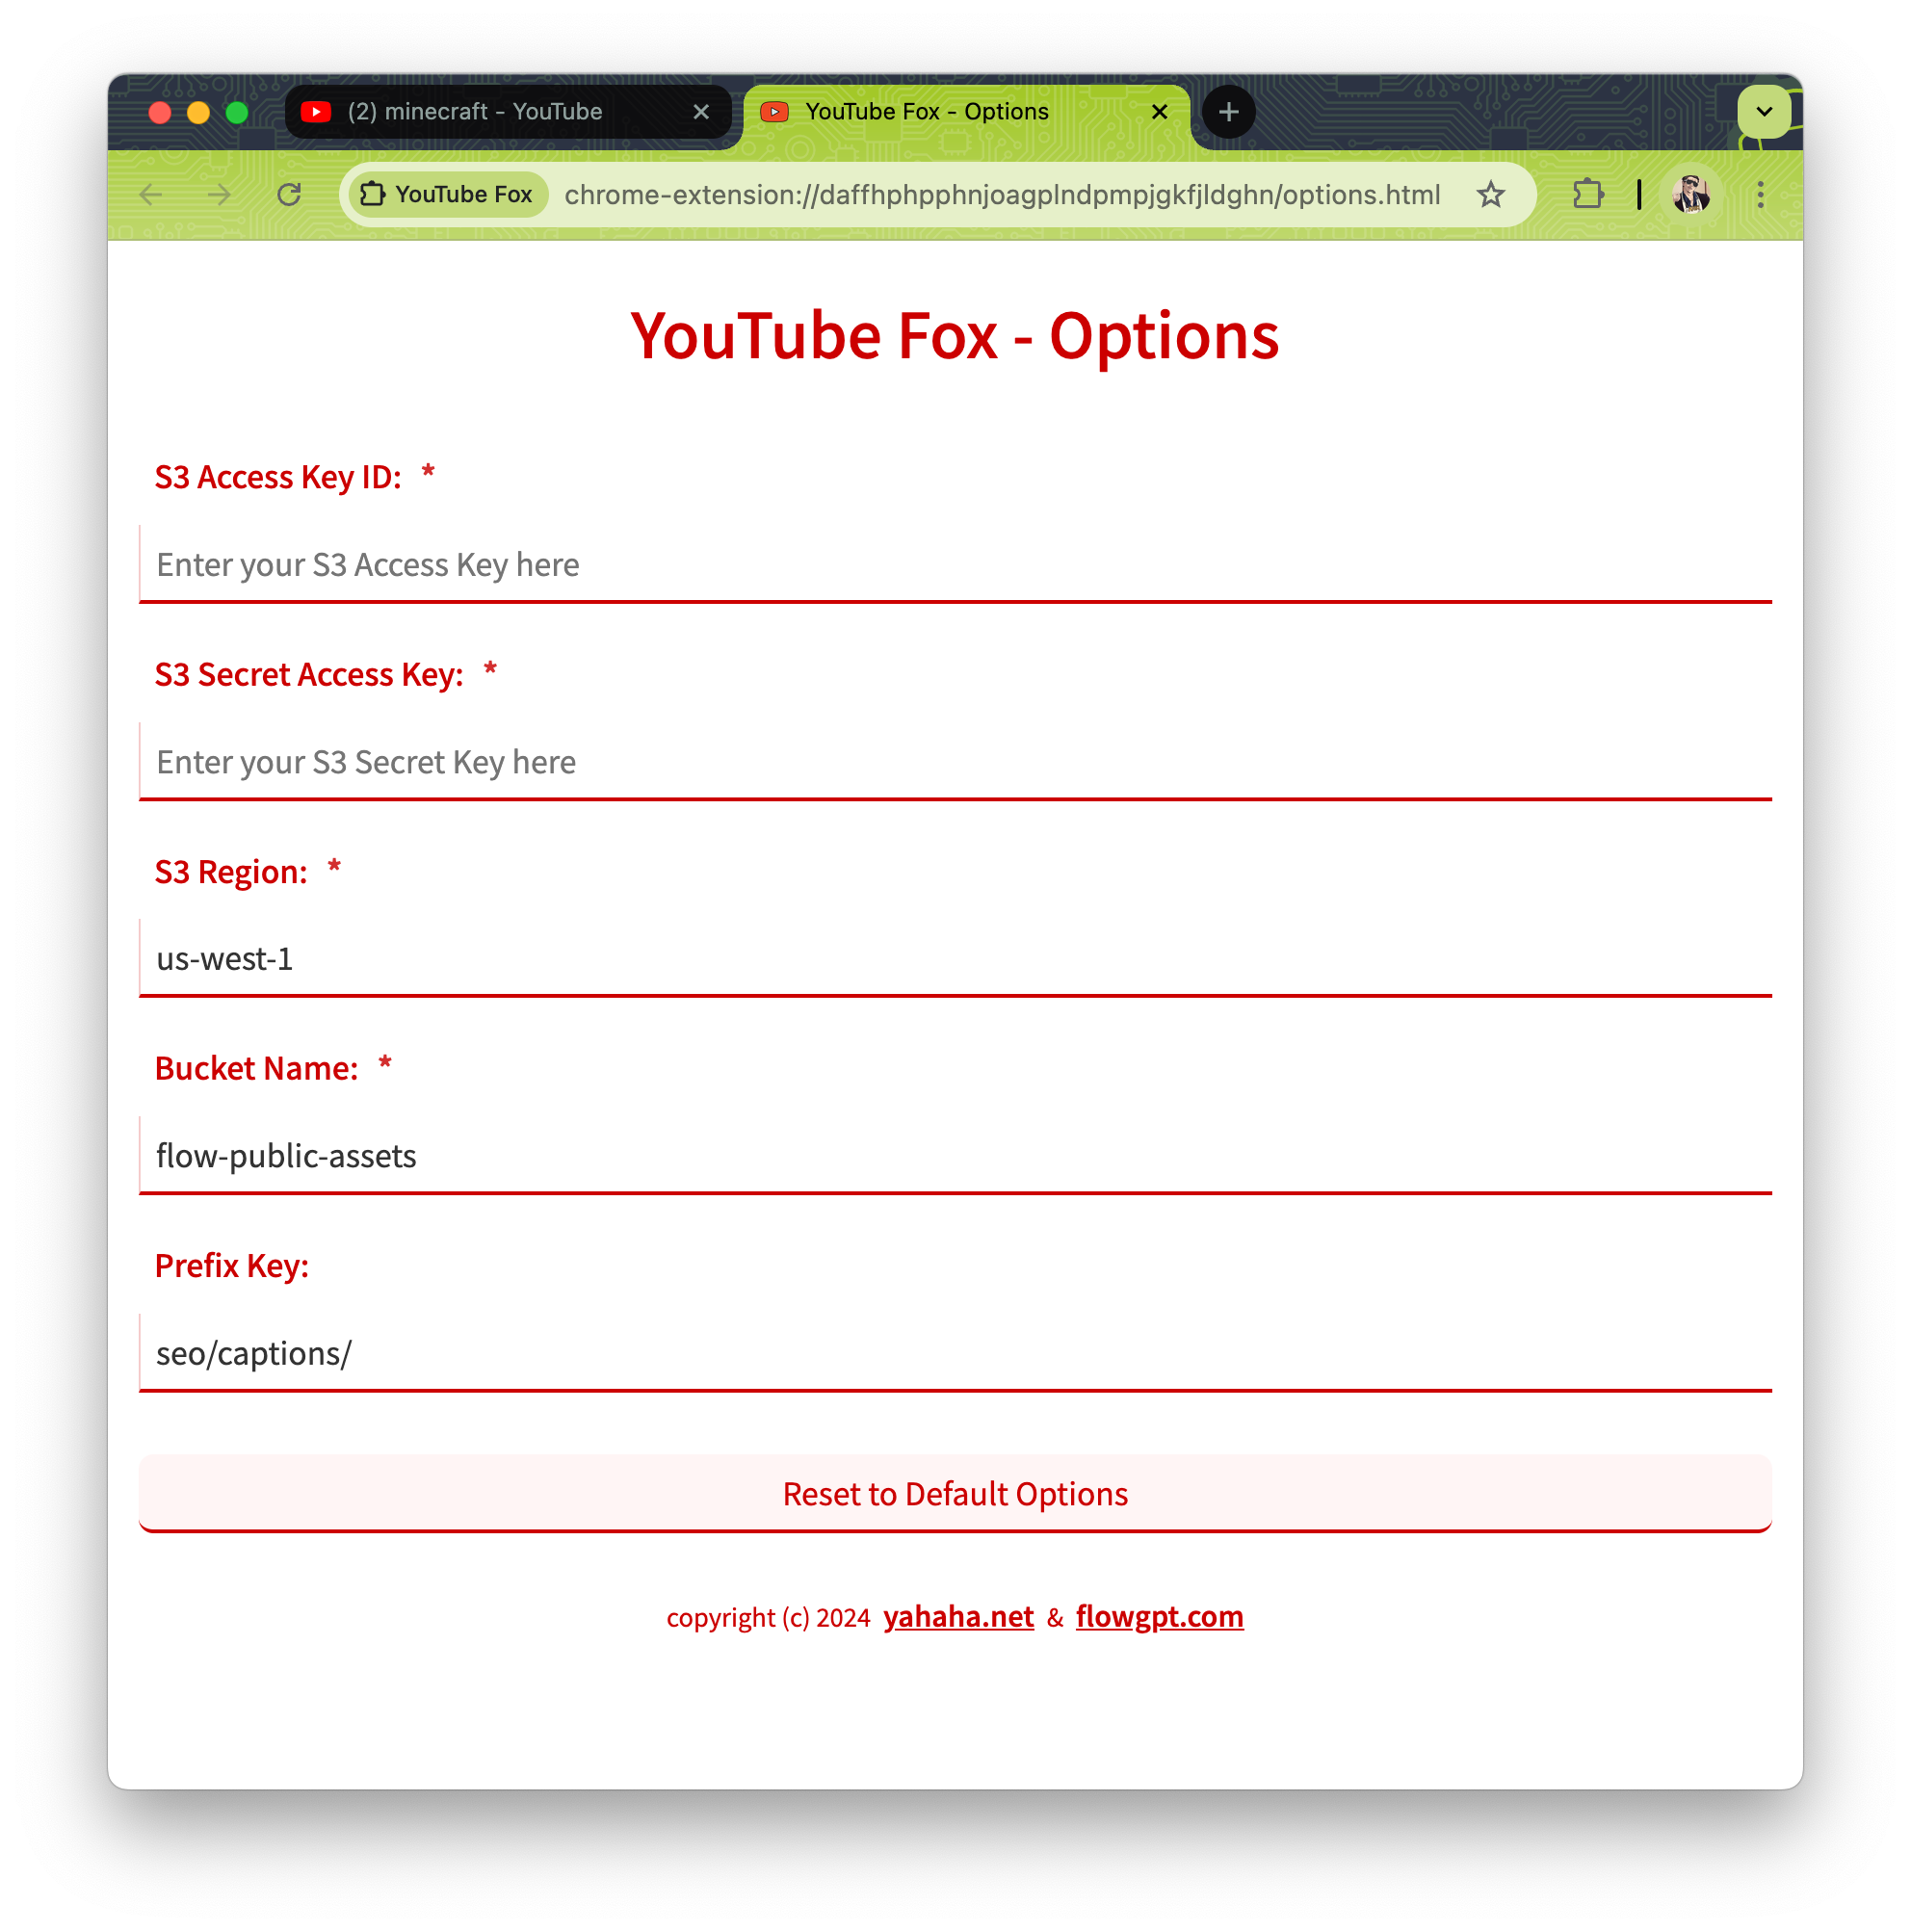 (2) minecraft - YouTube
YouTube Fox - Options
YouTube Fox chrome-extension://daffhphpphnjoagplndpmpjgkfjldghn/options.html
YouTube Fox - Options
S3 Access Key ID: *
Enter your S3 Access Key here
S3 Secret Access Key: *
Enter your S3 Secret Key here
S3 Region: *
us-west-1
Bucket Name: *
flow-public-assets
Prefix Key:
seo/captions/
Reset to Default Options
copyright (c) 2024 yahaha.net & flowgpt.com